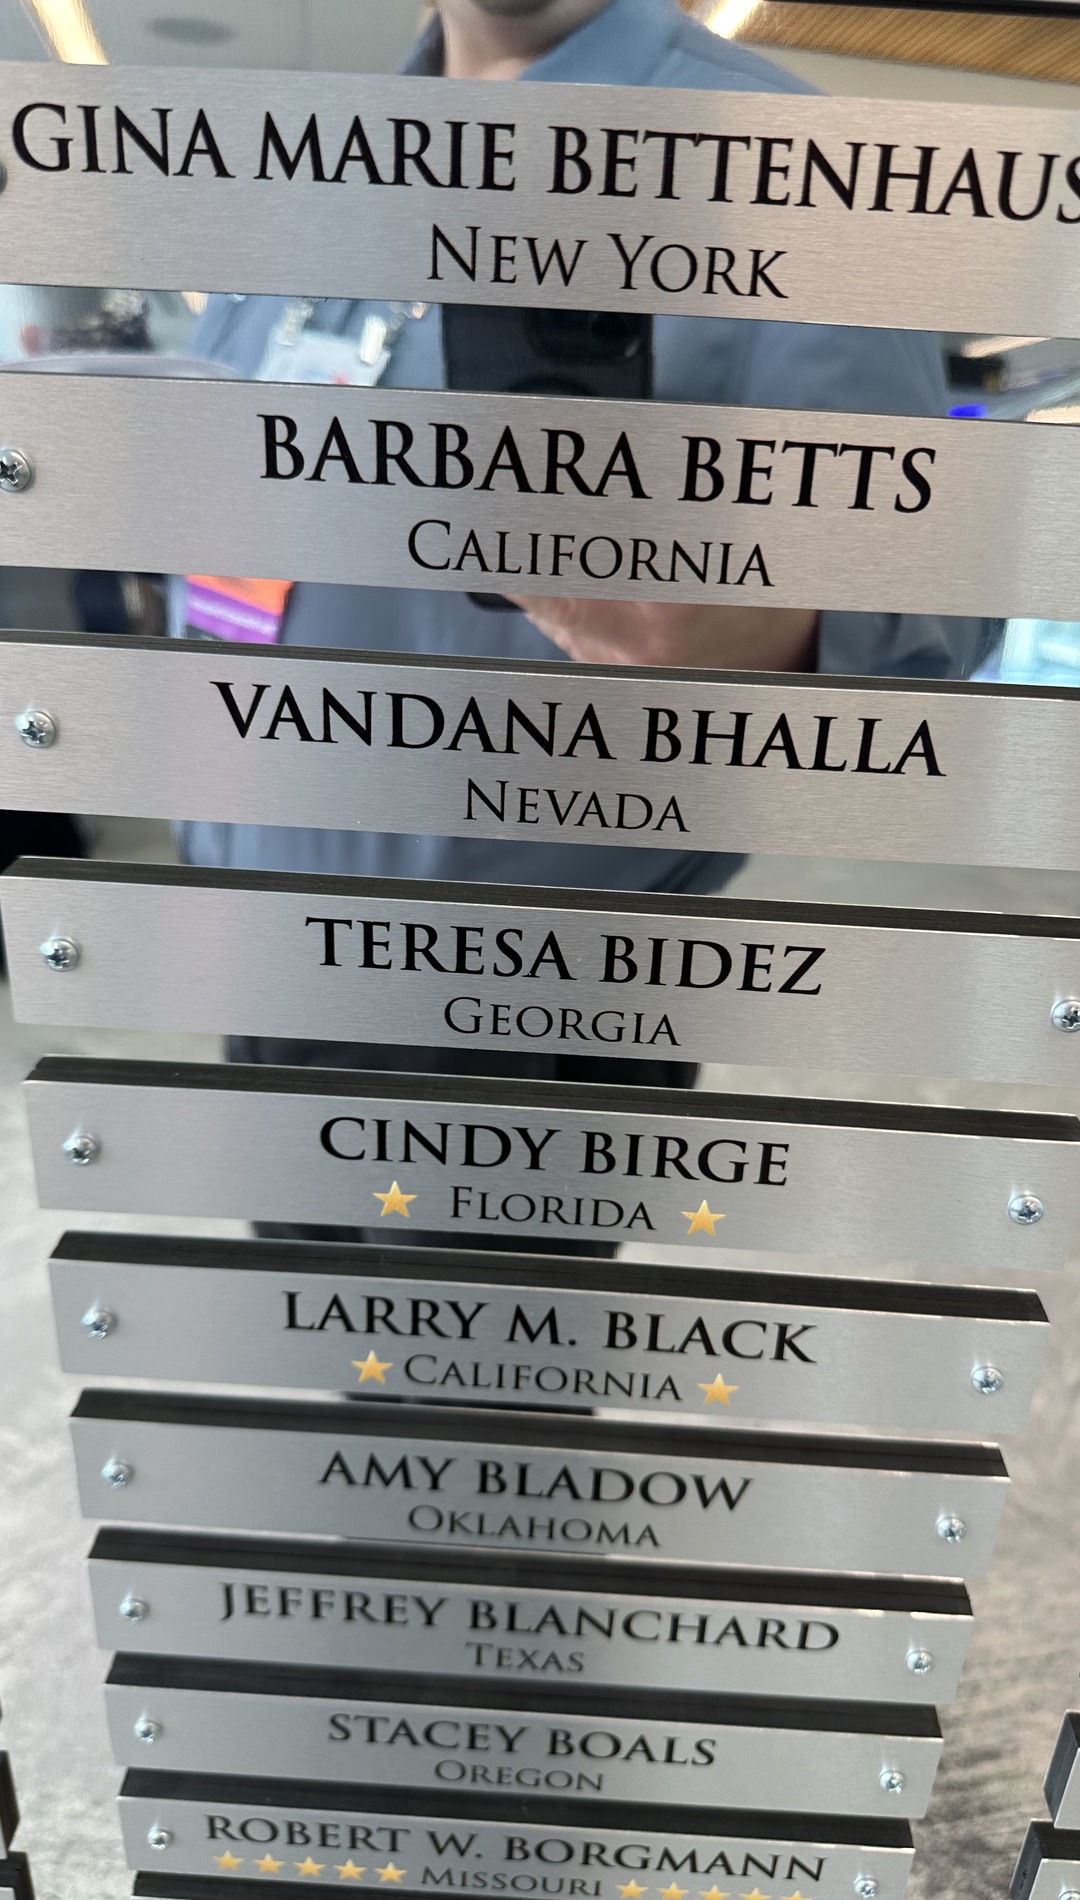 GINA MARIE BETTENHAUS
NEW YORK
BARBARA BETTS
CALIFORNIA
VANDANA BHALLA
NEVADA
TERESA BIDEZ
GEORGIA
CINDY BIRGE
FLORIDA
LARRY M. BLACK
CALIFORNIA
AMY BLADOW
OKLAHOMA
JEFFREY BLANCHARD
TEXAS
STACEY BOALS
OREGON
ROBERT W. BORGMANN
MISSOURI